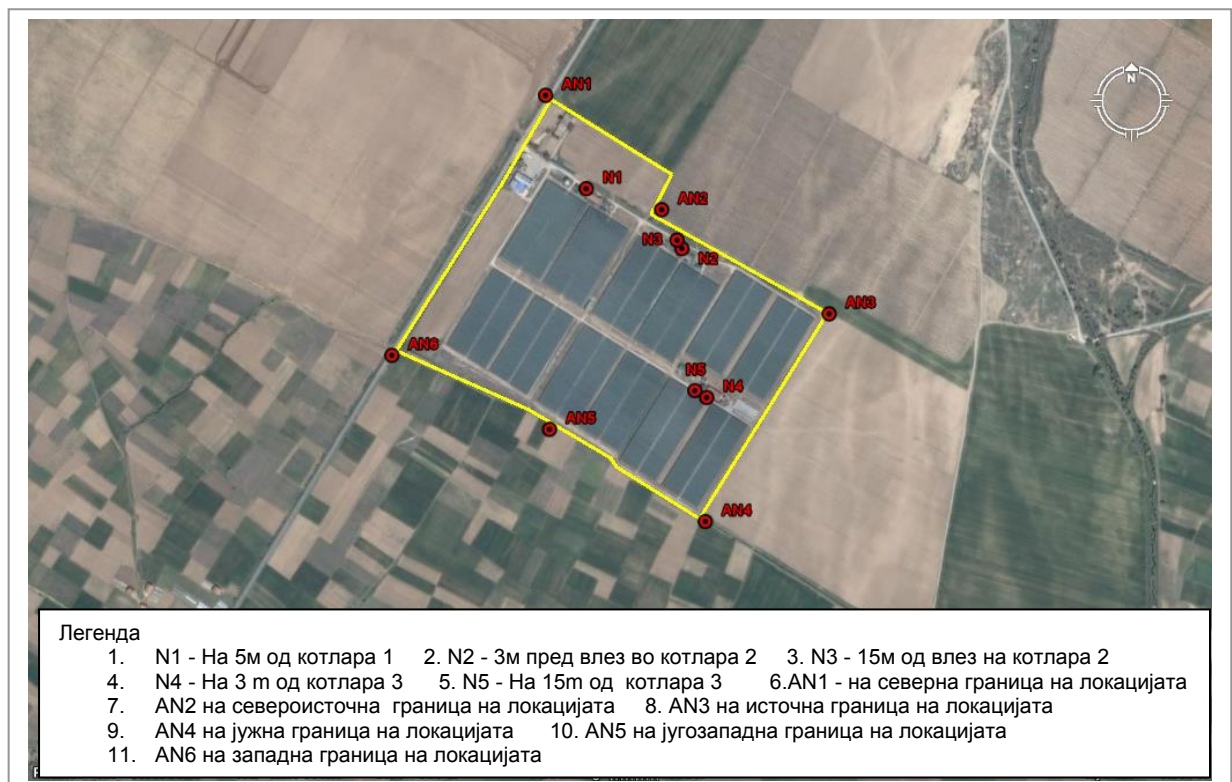 AN1
N
N1
AN2
N3
N2
AN3
AN6
N5
N4
AN5
AN4
Легенда
1. N1 - На 5м од котлара 1 2. N2 - 3м пред влез во котлара 2 3. N3 - 15м од влез на котлара 2
4. N4 - На 3 m од котлара 3 5. N5 - На 15m од котлара 3 6.AN1 - на северна граница на локацијата
7. AN2 на североисточна граница на локацијата 8. AN3 на источна граница на локацијата
9. AN4 на јужна граница на локацијата 10. AN5 на југозападна граница на локацијата
11. AN6 на западна граница на локацијата